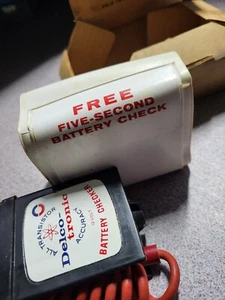 FREE
FIVE-SECOND
BATTERY CHECK
ALL TRANSISTOR
Delco-
tronic
ACCURACY
BATTERY CHECKER